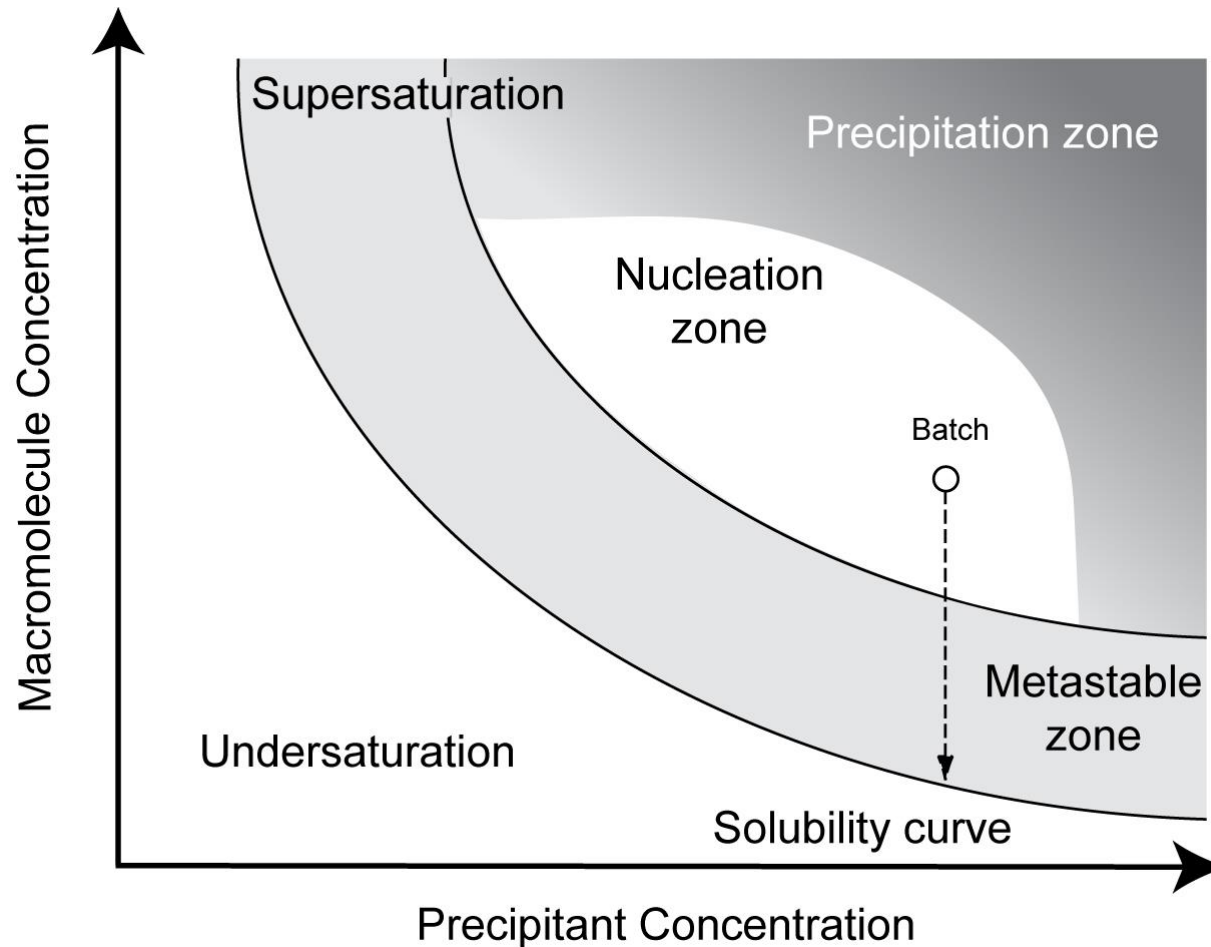 Macromolecule Concentration
Supersaturation
Precipitation zone
Nucleation
zone
Batch
Metastable
zone
Undersaturation
Solubility curve
Precipitant Concentration